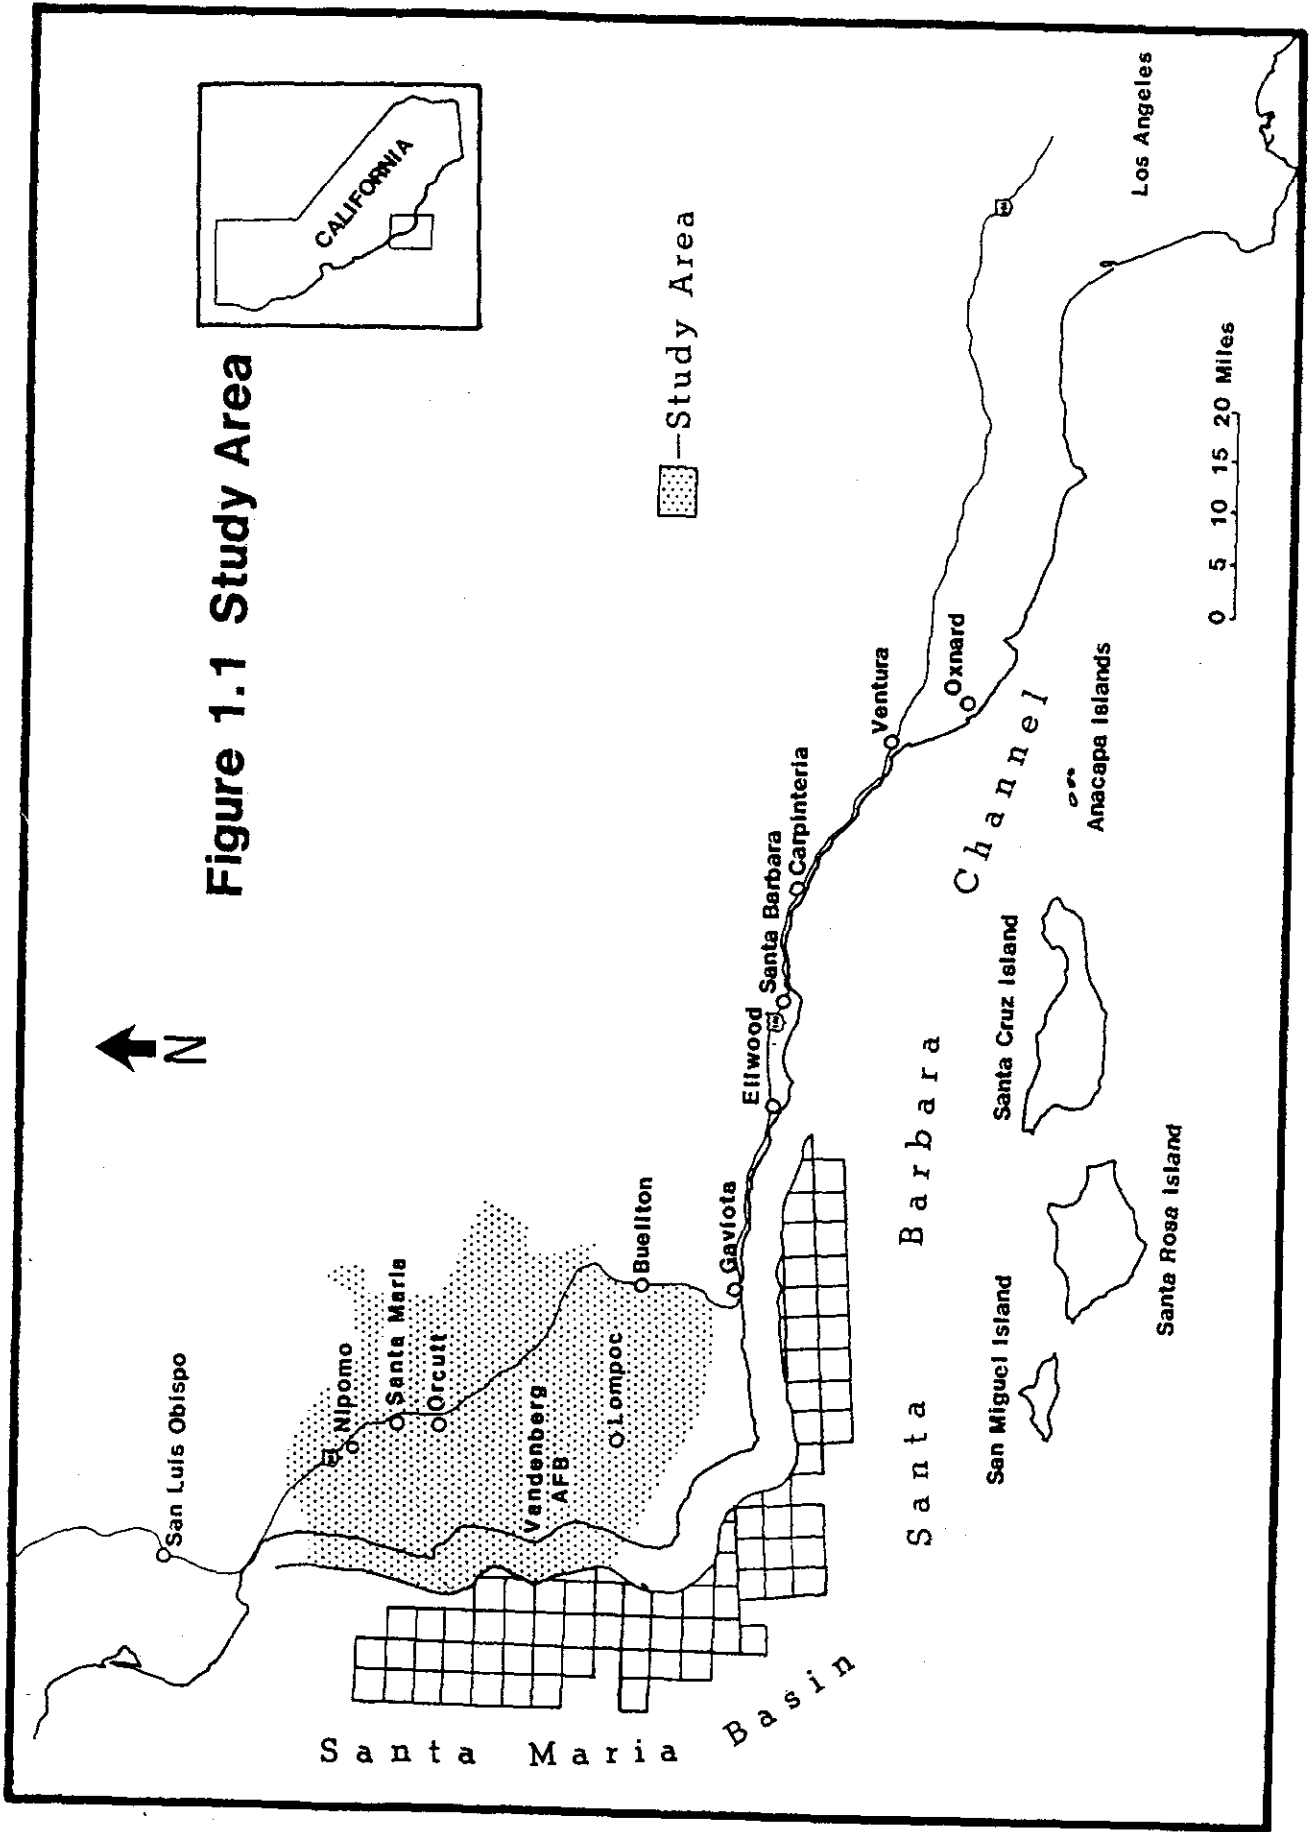 Figure 1.1 Study Area
CALIFORNIA
N
—Study Area
San Luis Obispo
Nipomo
Santa Maria
Orcutt
Vandenberg
AFB
Lompoc
Buellton
Gaviota
Ellwood
Santa Barbara
Carpinteria
Ventura
Oxnard
Los Angeles
Santa Maria Basin
Santa Barbara Channel
San Miguel Island
Santa Rosa Island
Santa Cruz Island
Anacapa Islands
0 5 10 15 20 Miles